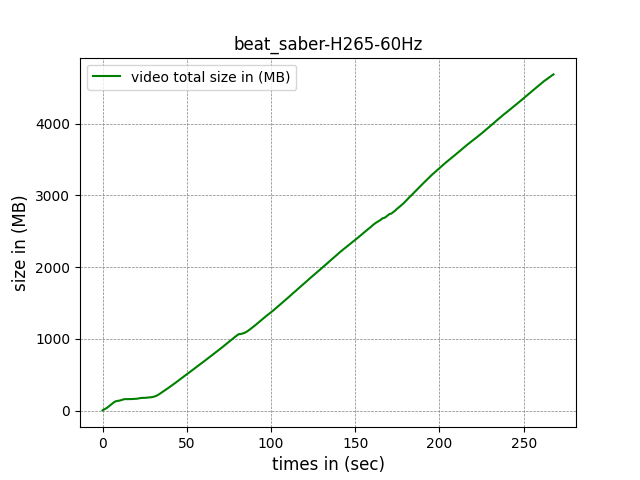 beat_saber-H265-60Hz
video total size in (MB)
size in (MB)
4000
3000
2000
1000
0
0 50 100 150 200 250
times in (sec)